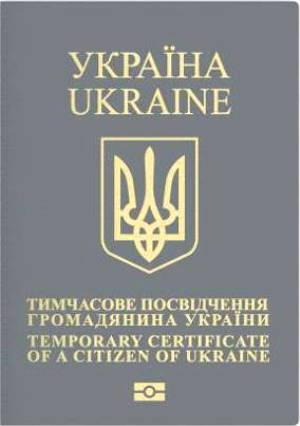 УКРАЇНА
UKRAINE
ТИМЧАСОВЕ ПОСВІДЧЕННЯ
ГРОМАДЯНИНА УКРАЇНИ
TEMPORARY CERTIFICATE
OF A CITIZEN OF UKRAINE